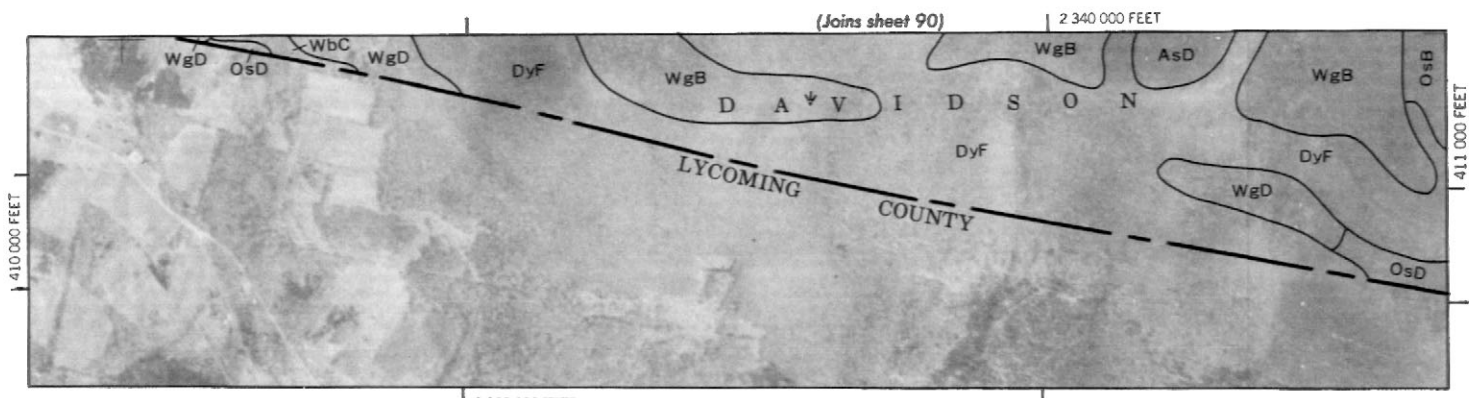 (Joins sheet 90)
2 340 000 FEET
WgD
OsD
WbC
WgD
DyF
WgB
WgB
AsD
WgB
OsB
D A V I D S O N
DyF
DyF
WgD
OsD
LYCOMING
COUNTY
410 000 FEET
411 000 FEET